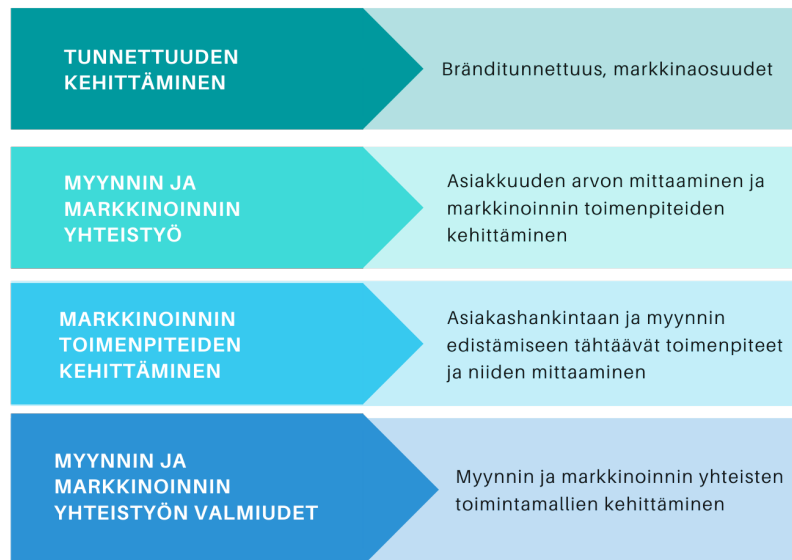 TUNNETTUUDEN
KEHITTÄMINEN
Bränditunnettuus, markkinaosuudet
MYYNNIN JA
MARKKINOINNIN
YHTEISTYÖ
Asiakkuuden arvon mittaaminen ja
markkinoinnin toimenpiteiden
kehittäminen
MARKKINOINNIN
TOIMENPITEIDEN
KEHITTÄMINEN
Asiakashankintaan ja myynnin
edistämiseen tähtäävät toimenpiteet
ja niiden mittaaminen
MYYNNIN JA
MARKKINOINNIN
YHTEISTYÖN VALMIUDET
Myynnin ja markkinoinnin yhteisten
toimintamallien kehittäminen